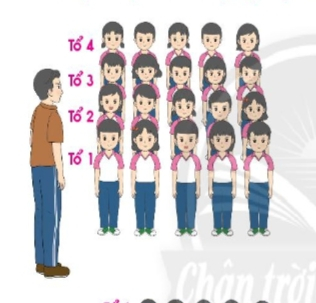 Tổ 4
Tổ 3
Tổ 2
Tổ 1
Chân trời